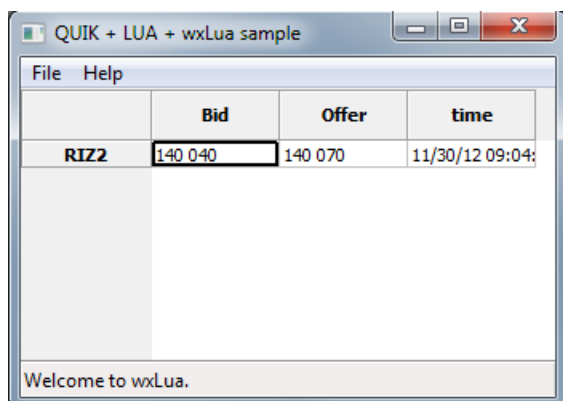 QUIK + LUA + wxLua sample
File Help
Bid Offer time
RIZ2 140 040 140 070 11/30/12 09:04:
Welcome to wxLua.